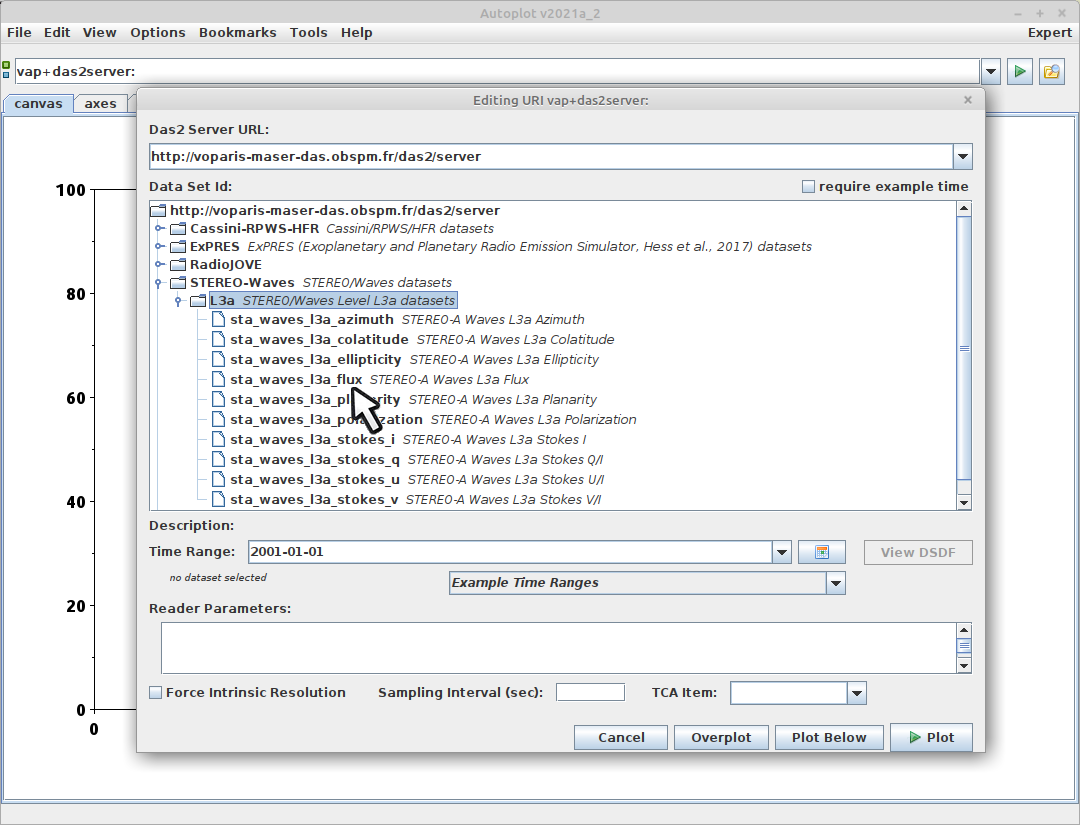 Autoplot v2021a_2
File Edit View Options Bookmarks Tools Help Expert
vap+das2server:
canvas axes
Editing URI vap+das2server:
Das2 Server URL:
http://voparis-maser-das.obspm.fr/das2/server
Data Set Id: require example time
http://voparis-maser-das.obspm.fr/das2/server
Cassini-RPWS-HFR Cassini/RPWS/HFR datasets
ExPRES ExPRES (Exoplanetary and Planetary Radio Emission Simulator, Hess et al., 2017) datasets
RadioJOVE
STEREO-Waves STEREO/Waves datasets
L3a STEREO/Waves Level L3a datasets
sta_waves_l3a_azimuth STEREO-A Waves L3a Azimuth
sta_waves_l3a_colatitude STEREO-A Waves L3a Colatitude
sta_waves_l3a_ellipticity STEREO-A Waves L3a Ellipticity
sta_waves_l3a_flux STEREO-A Waves L3a Flux
STEREO-A Waves L3a Planarity
STEREO-A Waves L3a Polarization
sta_waves_l3a_stokes_i STEREO-A Waves L3a Stokes I
sta_waves_l3a_stokes_q STEREO-A Waves L3a Stokes Q/I
sta_waves_l3a_stokes_u STEREO-A Waves L3a Stokes U/I
sta_waves_l3a_stokes_v STEREO-A Waves L3a Stokes V/I
Description:
Time Range: 2001-01-01 View DSDF
no dataset selected Example Time Ranges
Reader Parameters:
Force Intrinsic Resolution Sampling Interval (sec): TCA Item:
Cancel Overplot Plot Below Plot
100
80
60
40
20
0
0